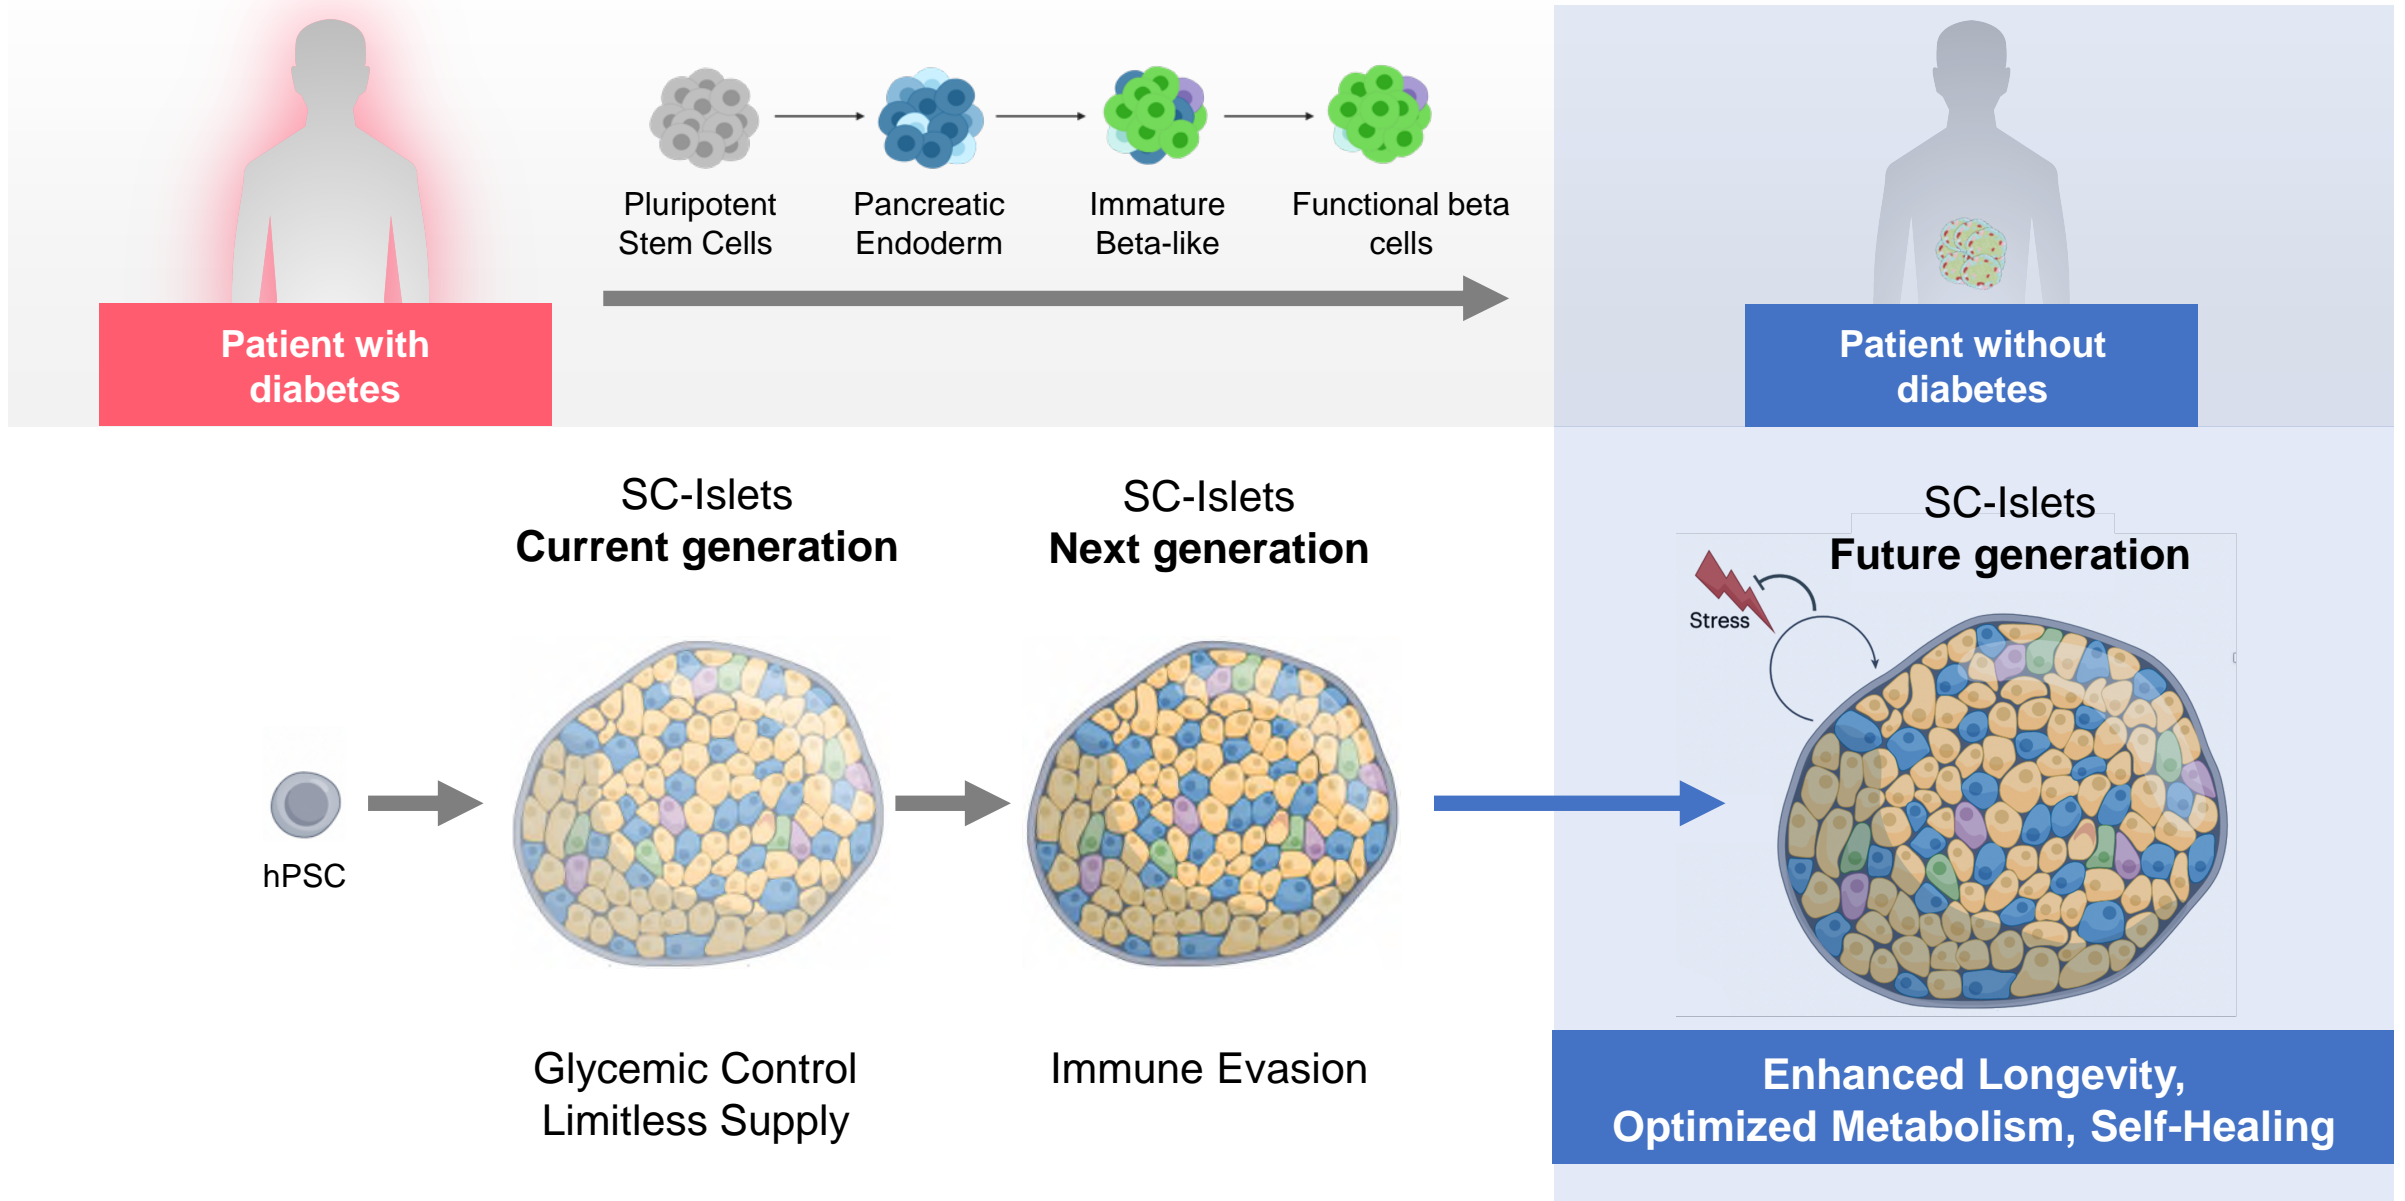 Pluripotent
Stem Cells
Pancreatic
Endoderm
Immature
Beta-like
Functional beta
cells
Patient with
diabetes
Patient without
diabetes
SC-Islets
Current generation
SC-Islets
Next generation
SC-Islets
Future generation
Stress
hPSC
Glycemic Control
Limitless Supply
Immune Evasion
Enhanced Longevity,
Optimized Metabolism, Self-Healing